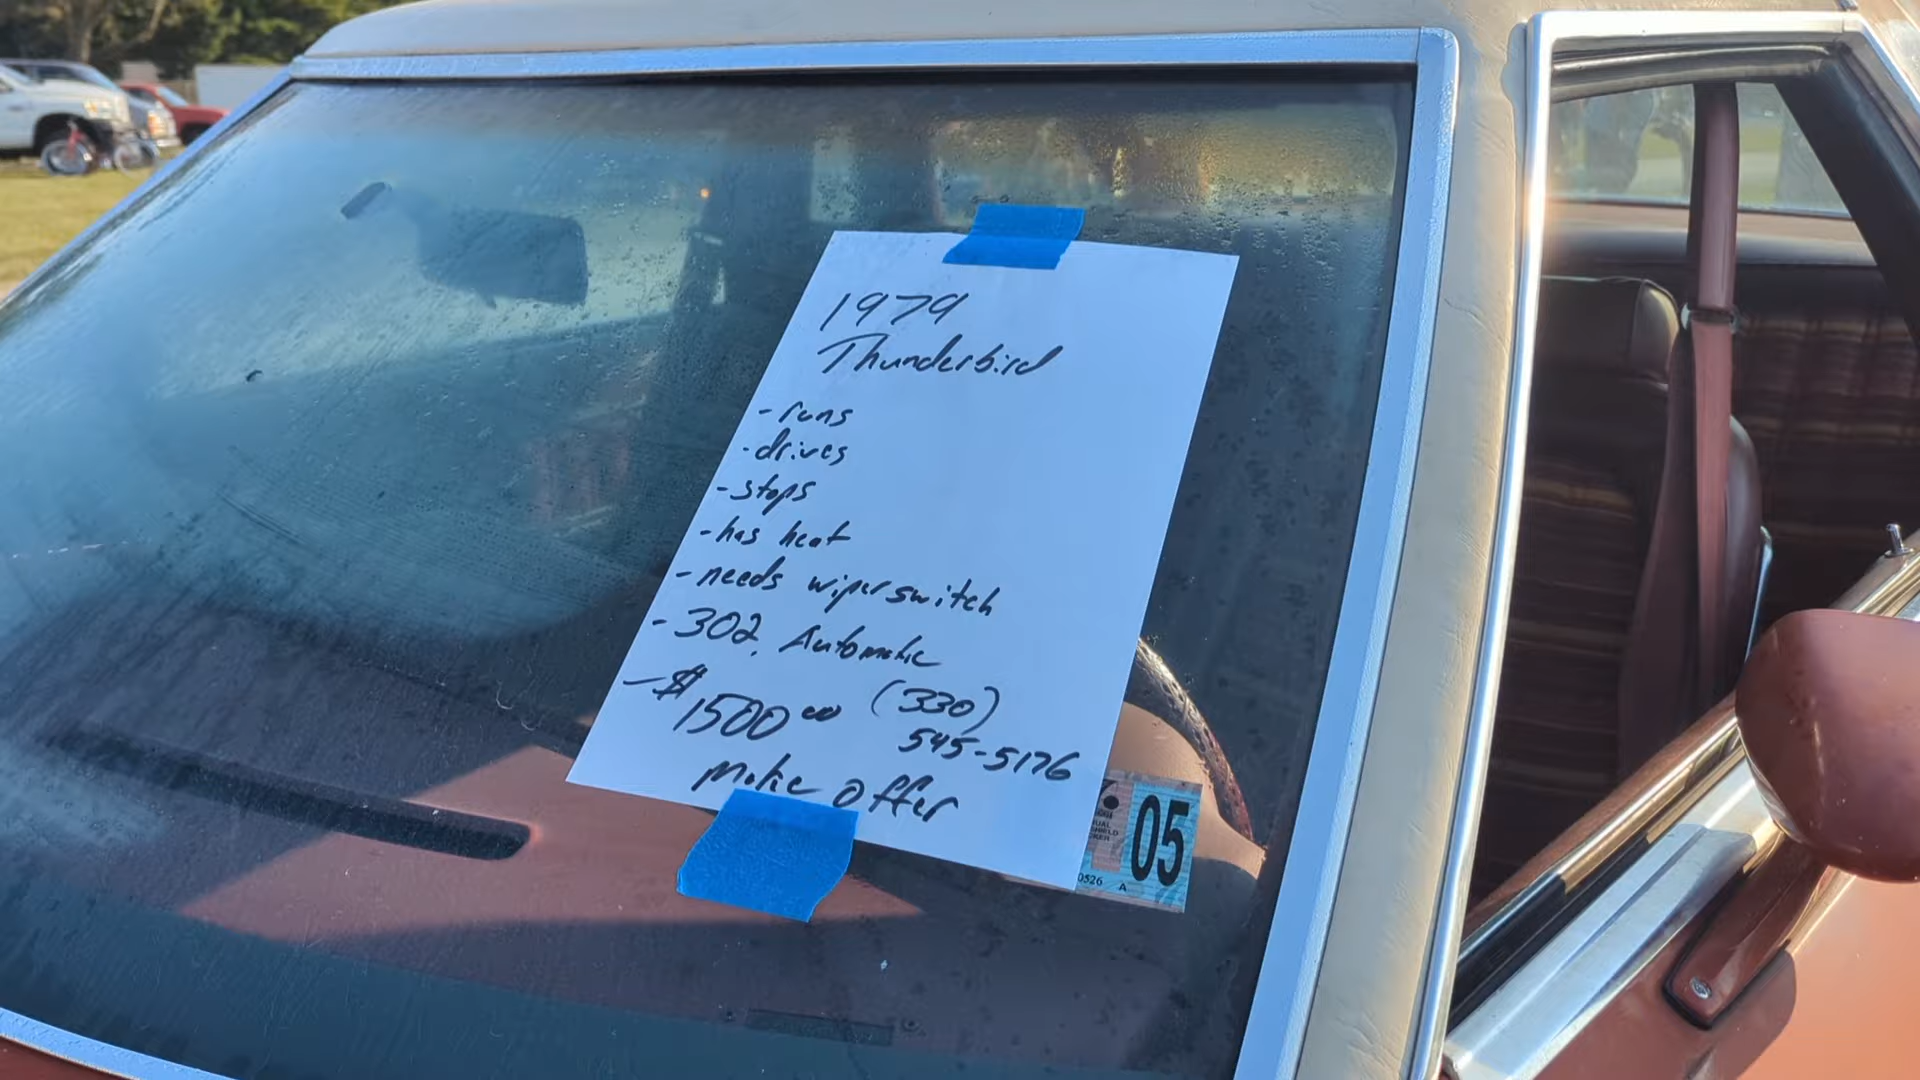 1979
Thunderbird
- runs
- drives
- stops
- has heat
- needs wiper switch
- 302, Automatic
- $1500.00
(330)
545-5176
Make offer
05
0526 A